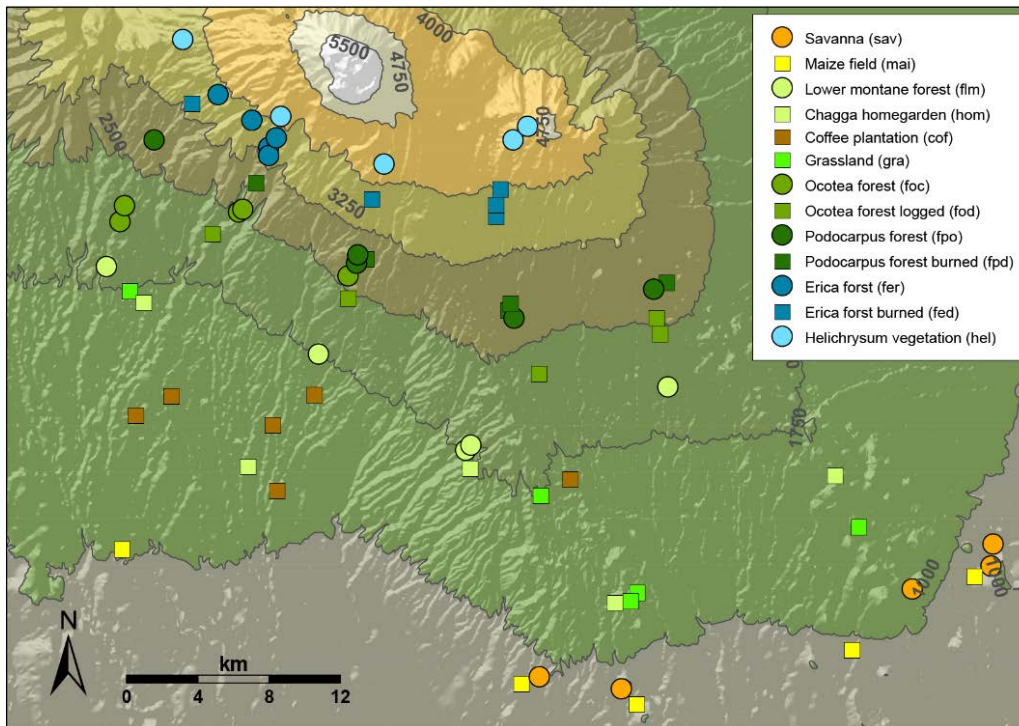 4000
5500
4750
4750
2500
3250
1750
1000
1000
Savanna (sav)
Maize field (mai)
Lower montane forest (flm)
Chagga homegarden (hom)
Coffee plantation (cof)
Grassland (gra)
Ocotea forest (foc)
Ocotea forest logged (fod)
Podocarpus forest (fpo)
Podocarpus forest burned (fpd)
Erica forst (fer)
Erica forst burned (fed)
Helichrysum vegetation (hel)
N
km
0 4 8 12